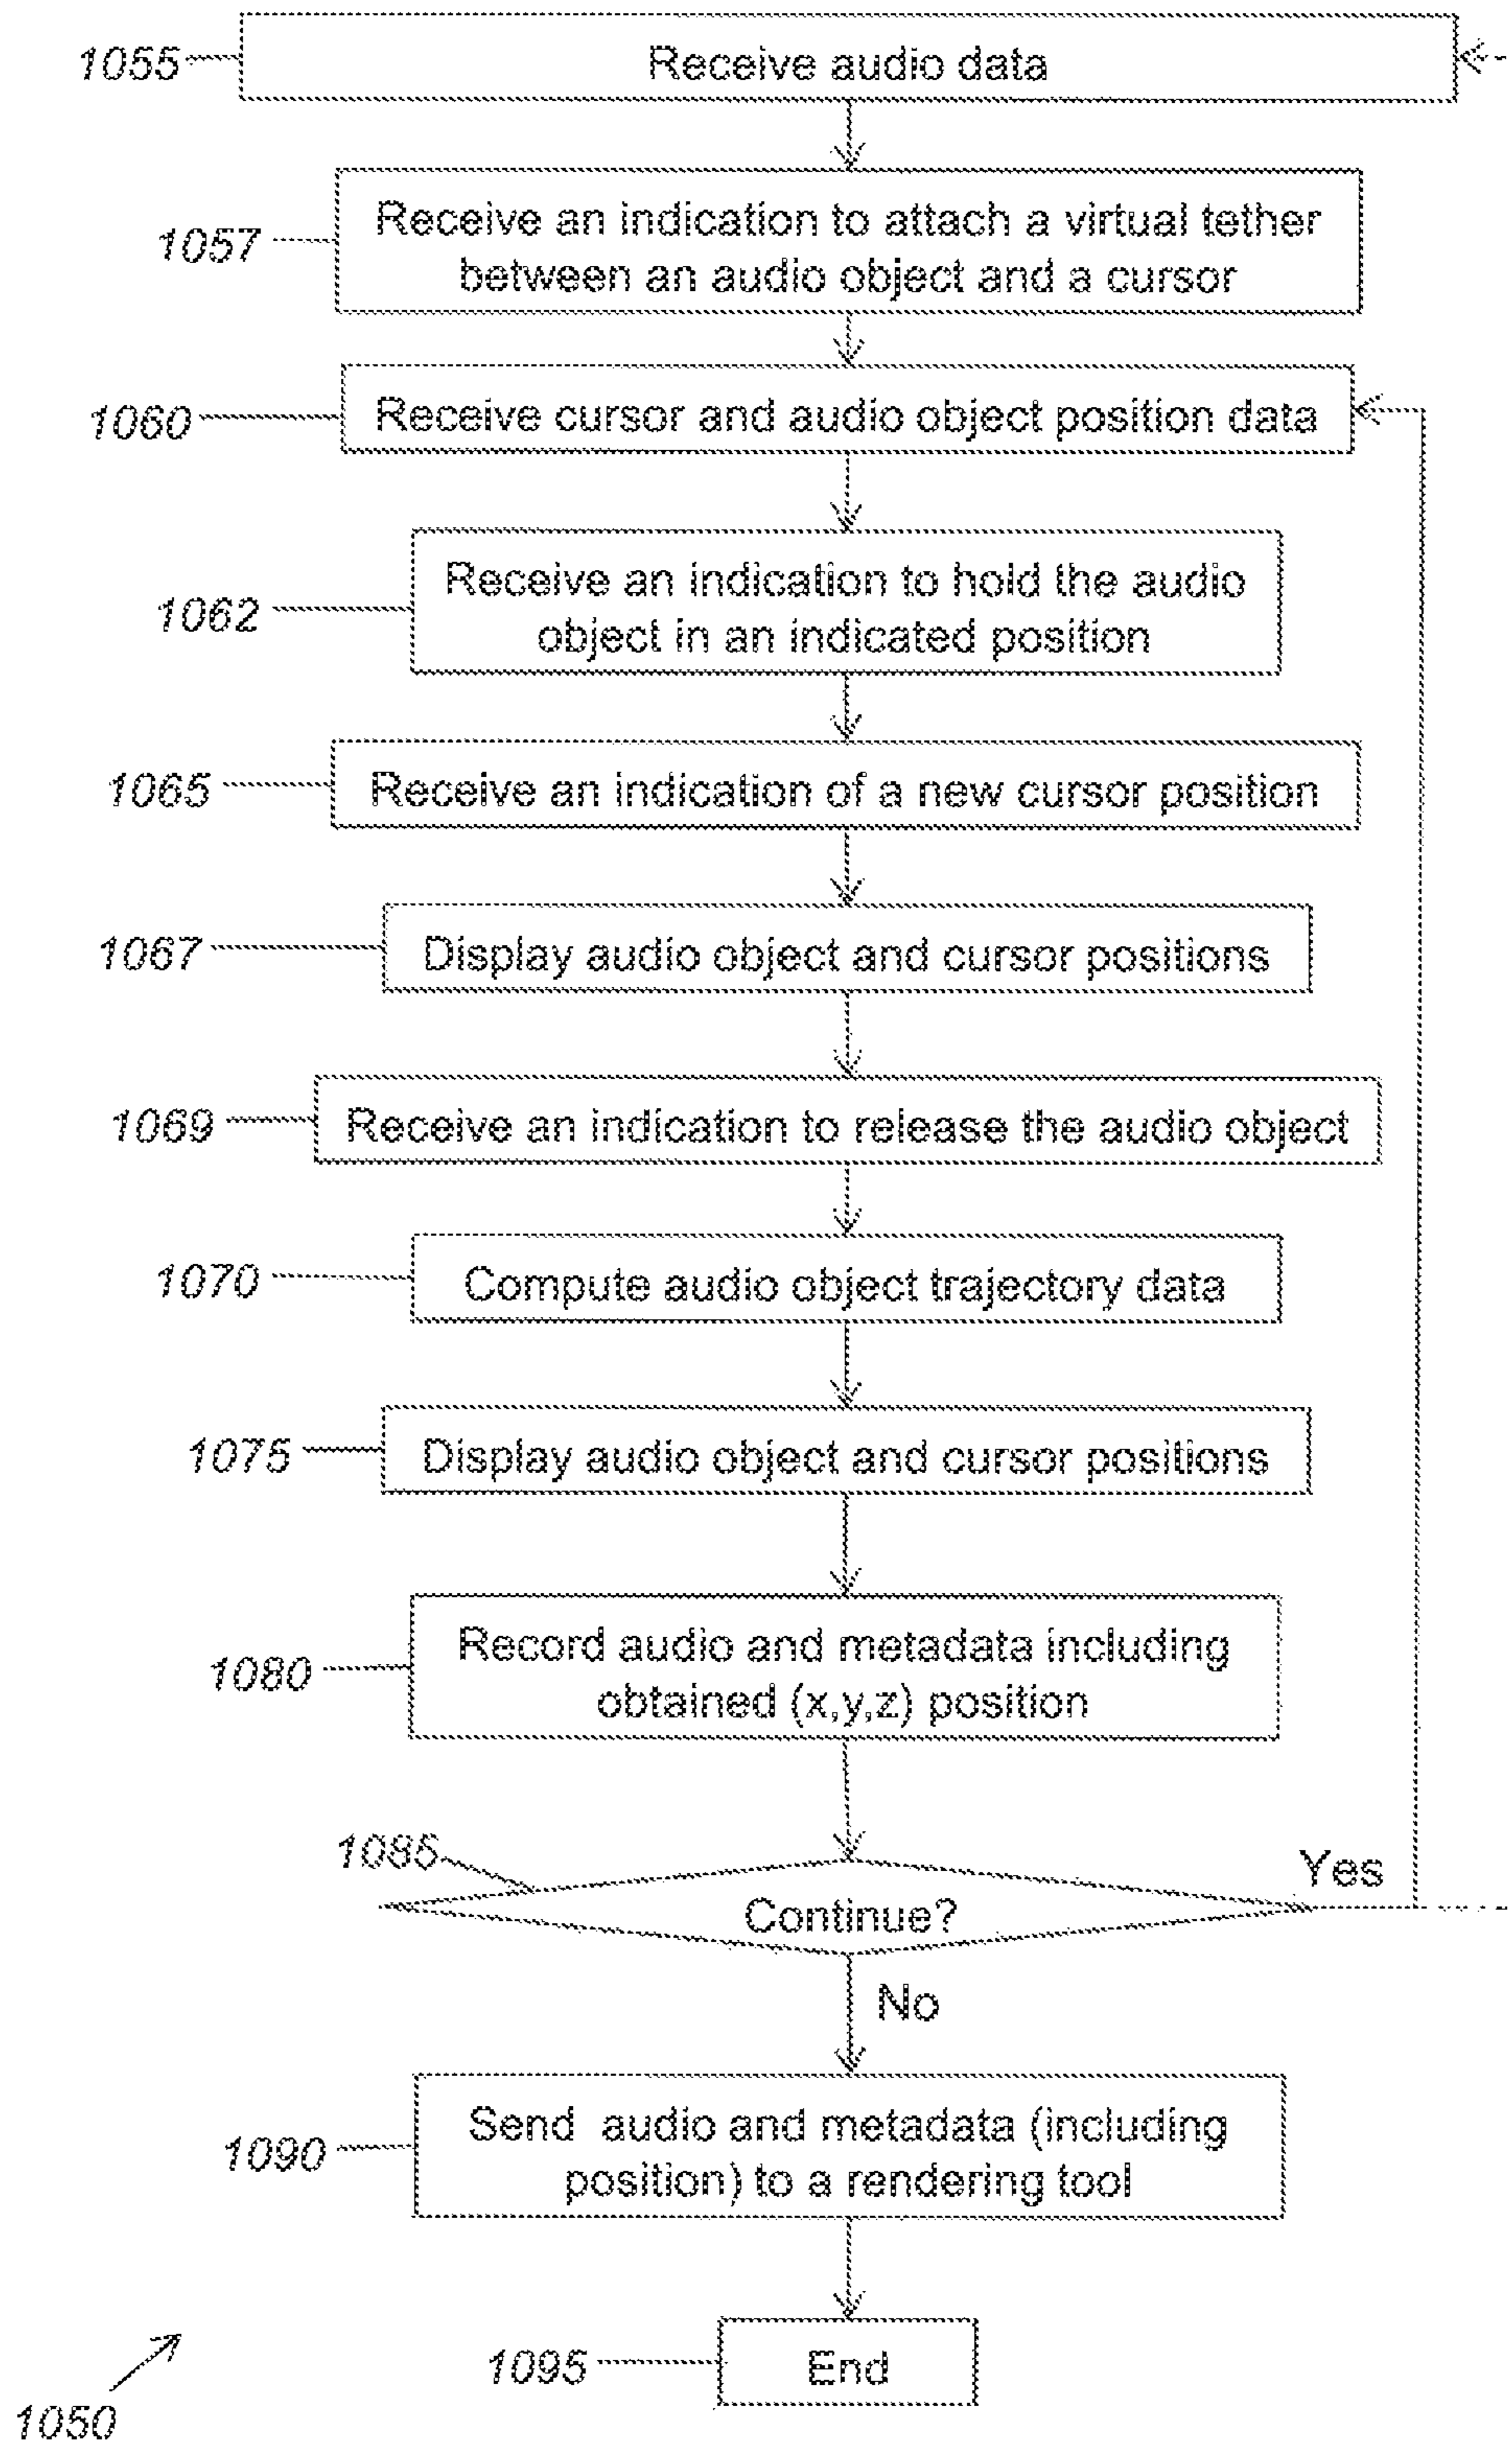 1055
Receive audio data
1057
Receive an indication to attach a virtual tether
between an audio object and a cursor
1060
Receive cursor and audio object position data
1062
Receive an indication to hold the audio
object in an indicated position
1065
Receive an indication of a new cursor position
1067
Display audio object and cursor positions
1069
Receive an indication to release the audio object
1070
Compute audio object trajectory data
1075
Display audio object and cursor positions
1080
Record audio and metadata including
obtained (x,y,z) position
1085
Continue?
Yes
No
1090
Send audio and metadata (including
position) to a rendering tool
1095
End
1050